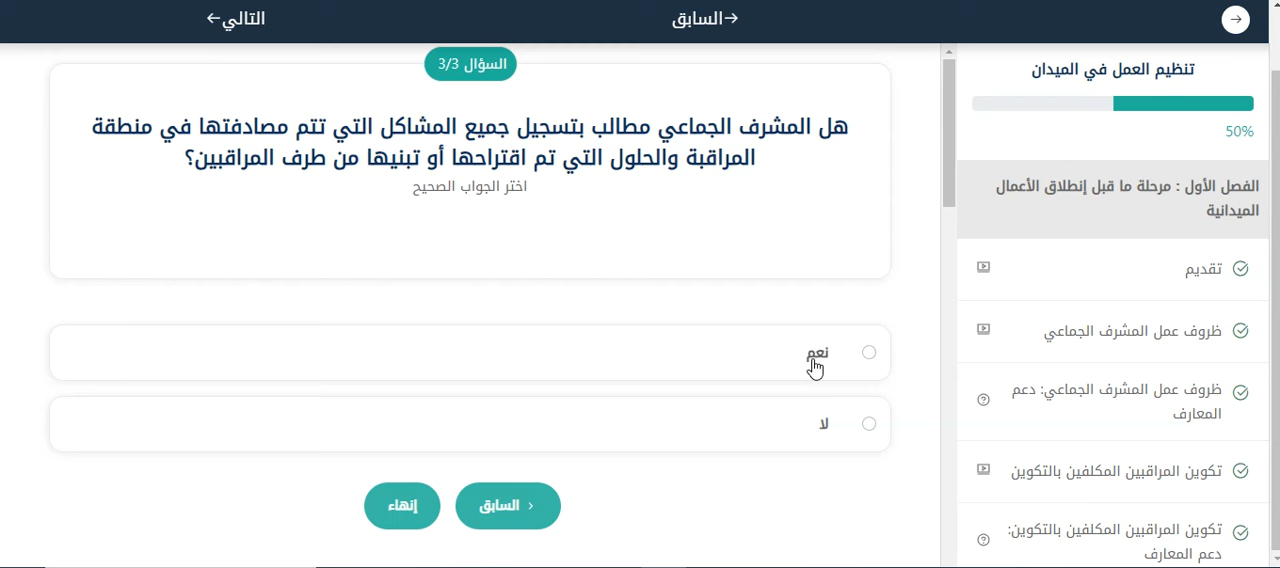 →السابق
التالي←
السؤال 3/3
هل المشرف الجماعي مطالب بتسجيل جميع المشاكل التي تتم مصادفتها في منطقة
المراقبة والحلول التي تم اقتراحها أو تبنيها من طرف المراقبين؟
اختر الجواب الصحيح
نعم
لا
‹ السابق
إنهاء
تنظيم العمل في الميدان
50%
الفصل الأول : مرحلة ما قبل إنطلاق الأعمال
الميدانية
تقديم
ظروف عمل المشرف الجماعي
ظروف عمل المشرف الجماعي: دعم
المعارف
تكوين المراقبين المكلفين بالتكوين
تكوين المراقبين المكلفين بالتكوين:
دعم المعارف